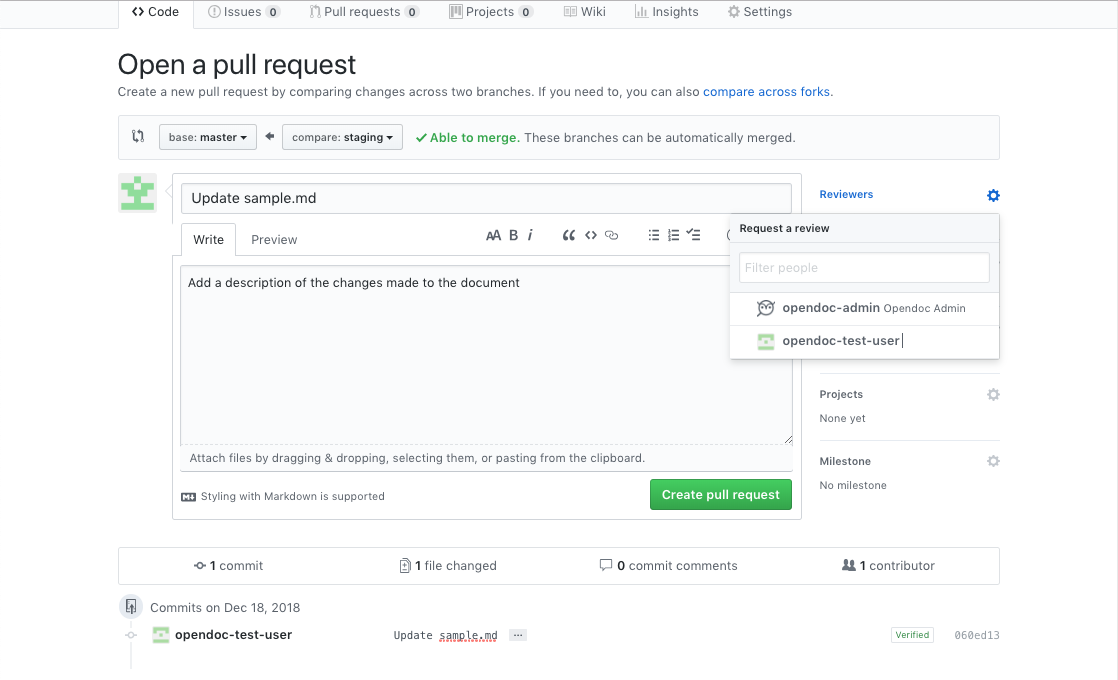 Code Issues 0 Pull requests 0 Projects 0 Wiki Insights Settings
Open a pull request
Create a new pull request by comparing changes across two branches. If you need to, you can also compare across forks.
base: master compare: staging Able to merge. These branches can be automatically merged.
Update sample.md
Reviewers
Request a review
Write Preview
AA B i
Filter people
Add a description of the changes made to the document
opendoc-admin Opendoc Admin
opendoc-test-user
Projects
None yet
Attach files by dragging & dropping, selecting them, or pasting from the clipboard.
Milestone
No milestone
Styling with Markdown is supported
Create pull request
1 commit 1 file changed 0 commit comments 1 contributor
Commits on Dec 18, 2018
opendoc-test-user Update sample.md ... Verified 060ed13